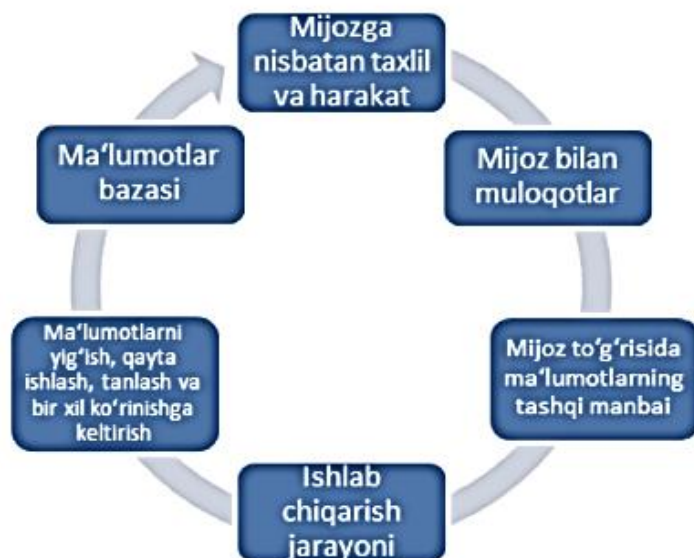 Mijozga
nisbatan taxlil
va harakat
Mijoz bilan
muloqotlar
Mijoz to‘g‘risida
ma‘lumotlarning
tashqi manbai
Ishlab
chiqarish
jarayoni
Ma‘lumotlarni
yig‘ish, qayta
ishlash, tanlash va
bir xil ko‘rinishga
keltirish
Ma‘lumotlar
bazasi